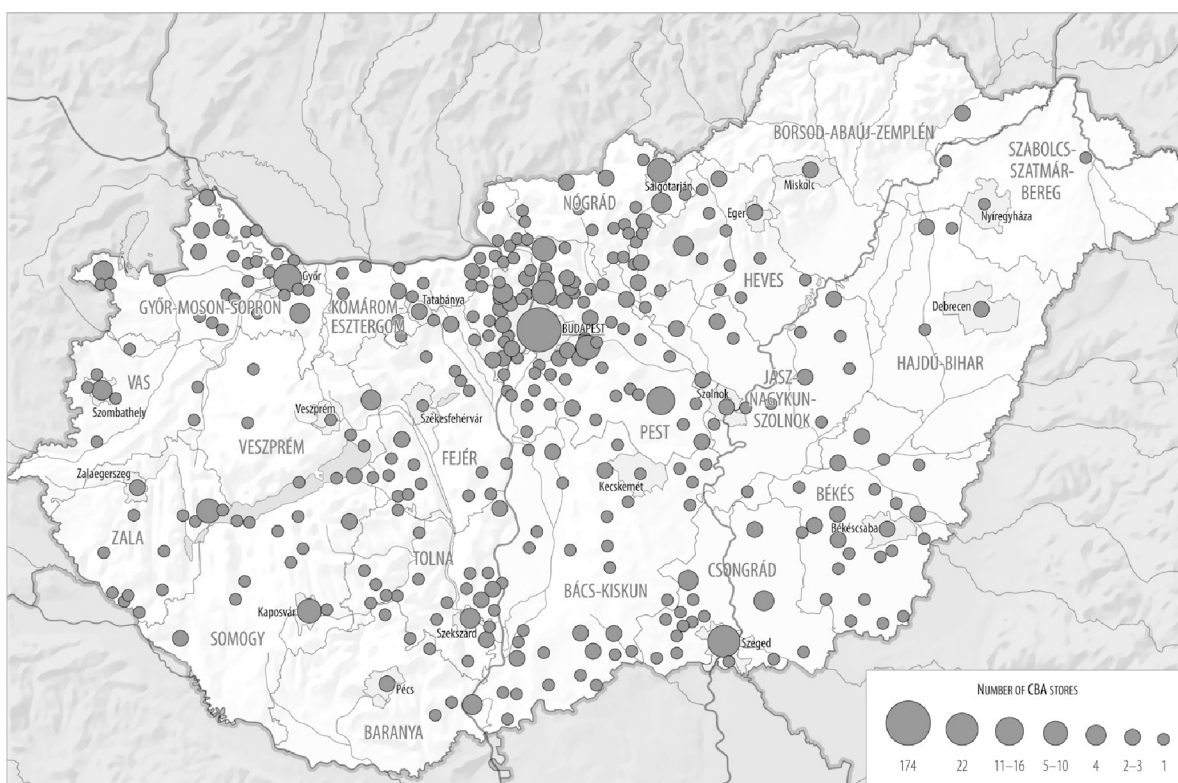 BORSOD-ABAÚJ-ZEMPLÉN
SZABOLCS-
SZATMÁR-
BEREG
Salgótarján
Miskolc
NÓGRÁD
Eger
Nyíregyháza
Győr
HEVES
GYŐR-MOSON-SOPRON
KOMÁROM-
ESZTERGOM
Tatabánya
Debrecen
BUDAPEST
HAJDÚ-BIHAR
VAS
JÁSZ-
NAGYKUN-
SZOLNOK
Szombathely
Veszprém
Székesfehérvár
Szolnok
VESZPRÉM
PEST
FEJÉR
Zalaegerszeg
Kecskemét
BÉKÉS
Békéscsaba
ZALA
TOLNA
CSONGRÁD
BÁCS-KISKUN
Kaposvár
SOMOGY
Szekszárd
Szeged
Pécs
BARANYA
NUMBER OF CBA STORES
174 22 11–16 5–10 4 2–3 1